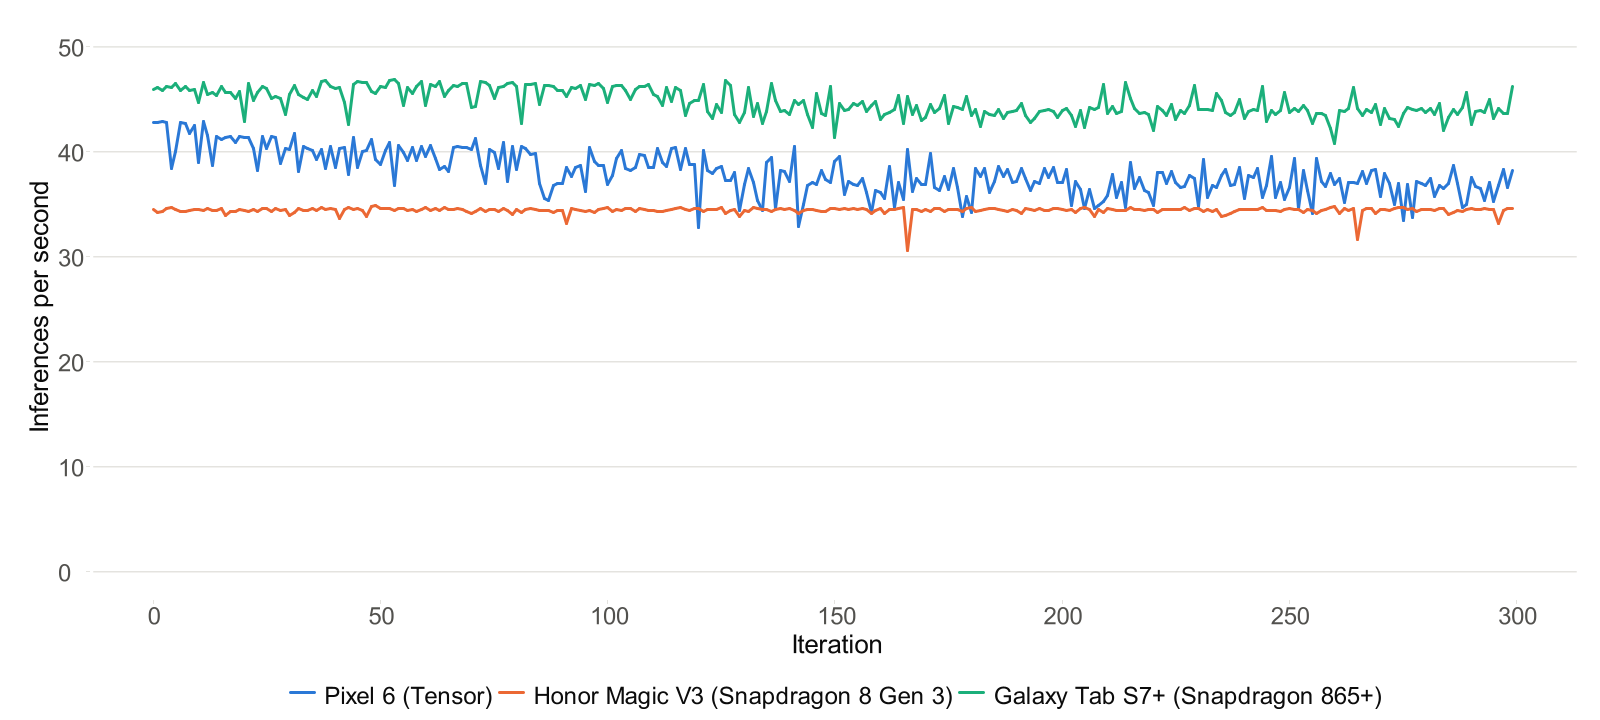 50
40
30
20
10
0
Inferences per second
0 50 100 150 200 250 300
Iteration
Pixel 6 (Tensor) Honor Magic V3 (Snapdragon 8 Gen 3) Galaxy Tab S7+ (Snapdragon 865+)